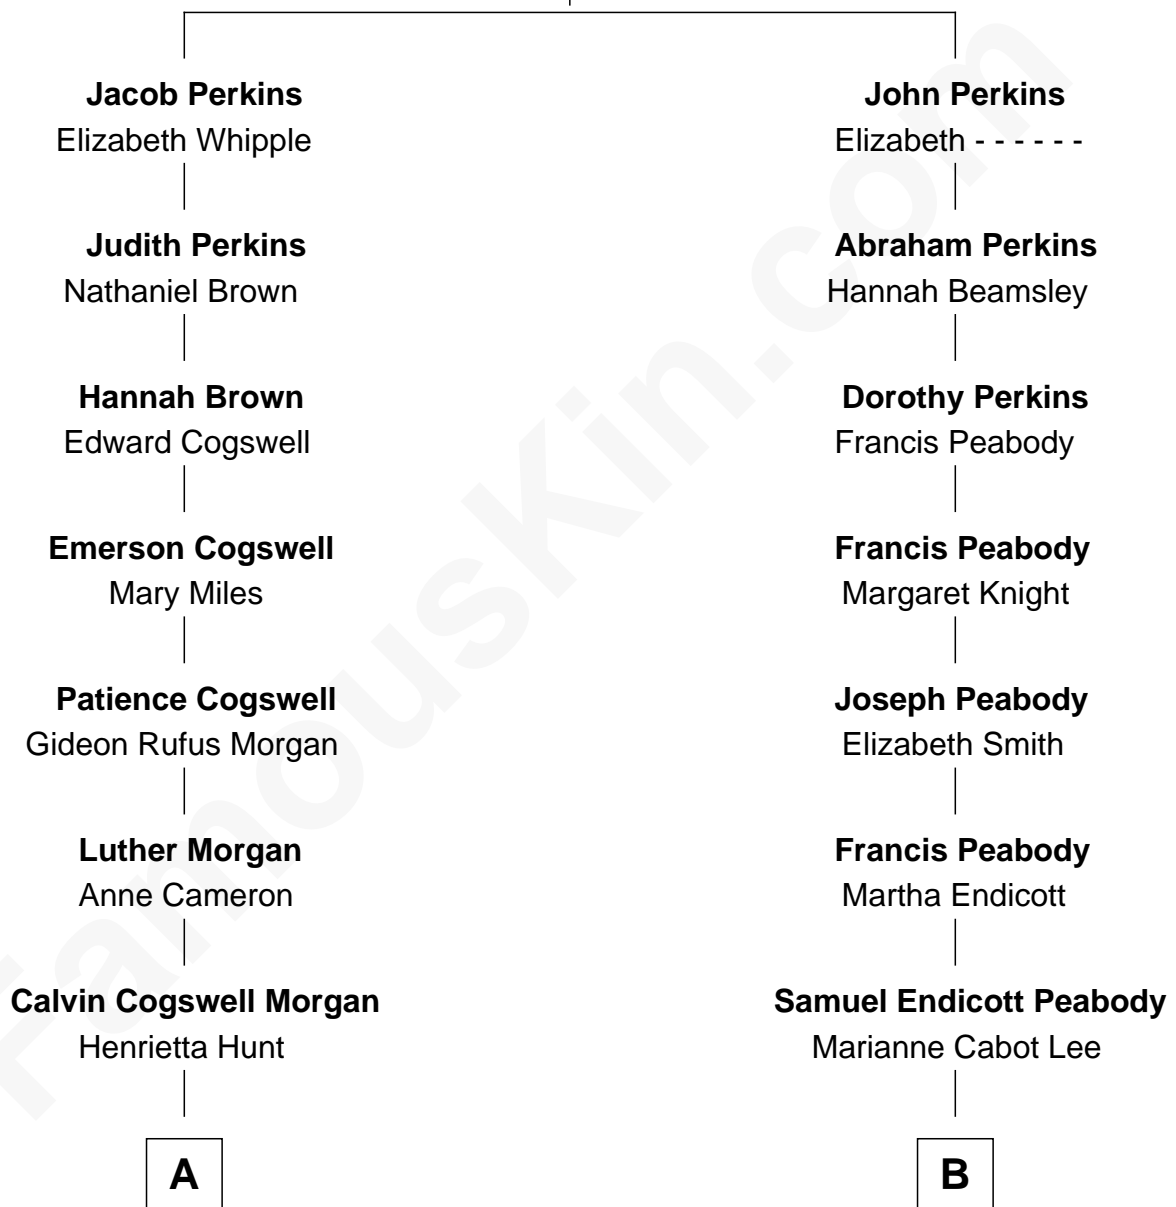 Jacob Perkins
Elizabeth Whipple
Judith Perkins
Nathaniel Brown
Hannah Brown
Edward Cogswell
Emerson Cogswell
Mary Miles
Patience Cogswell
Gideon Rufus Morgan
Luther Morgan
Anne Cameron
Calvin Cogswell Morgan
Henrietta Hunt
A
John Perkins
Elizabeth - - - - - -
Abraham Perkins
Hannah Beamsley
Dorothy Perkins
Francis Peabody
Francis Peabody
Margaret Knight
Joseph Peabody
Elizabeth Smith
Francis Peabody
Martha Endicott
Samuel Endicott Peabody
Marianne Cabot Lee
B
FamousKin.com